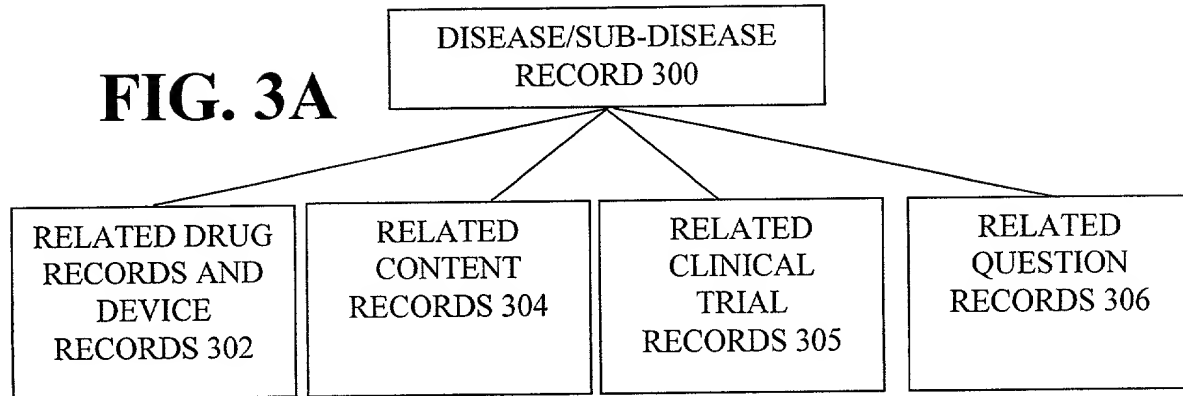 DISEASE/SUB-DISEASE
RECORD 300
FIG. 3A
RELATED DRUG
RECORDS AND
DEVICE
RECORDS 302
RELATED
CONTENT
RECORDS 304
RELATED
CLINICAL
TRIAL
RECORDS 305
RELATED
QUESTION
RECORDS 306